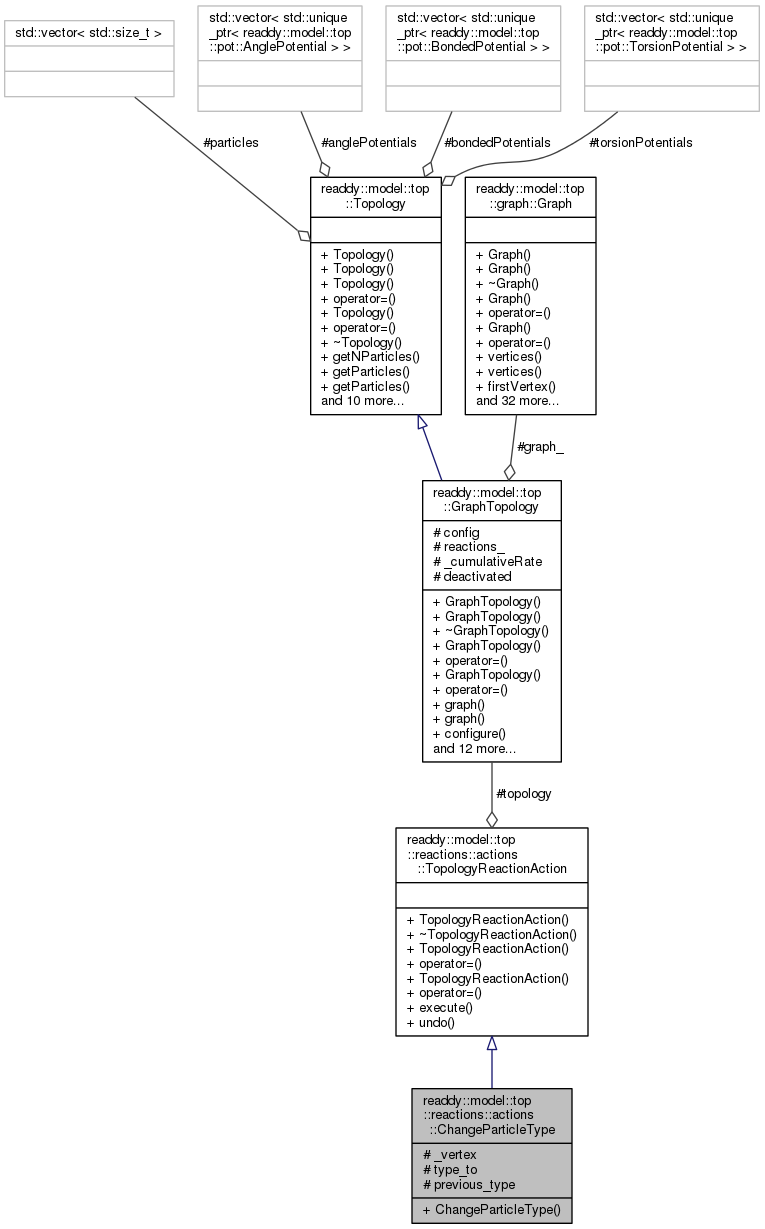 std::vector< std::size_t >
std::vector< std::unique
_ptr< readdy::model::top
::pot::AnglePotential > >
std::vector< std::unique
_ptr< readdy::model::top
::pot::BondedPotential > >
std::vector< std::unique
_ptr< readdy::model::top
::pot::TorsionPotential > >
#particles
#anglePotentials
#bondedPotentials
#torsionPotentials
readdy::model::top
::Topology
+ Topology()
+ Topology()
+ Topology()
+ operator=()
+ Topology()
+ operator=()
+ ~Topology()
+ getNParticles()
+ getParticles()
+ getParticles()
and 10 more...
readdy::model::top
::graph::Graph
+ Graph()
+ Graph()
+ ~Graph()
+ Graph()
+ operator=()
+ Graph()
+ operator=()
+ vertices()
+ vertices()
+ firstVertex()
and 32 more...
#graph_
readdy::model::top
::GraphTopology
# config
# reactions_
# _cumulativeRate
# deactivated
+ GraphTopology()
+ GraphTopology()
+ ~GraphTopology()
+ GraphTopology()
+ operator=()
+ GraphTopology()
+ operator=()
+ graph()
+ graph()
+ configure()
and 12 more...
#topology
readdy::model::top
::reactions::actions
::TopologyReactionAction
+ TopologyReactionAction()
+ ~TopologyReactionAction()
+ TopologyReactionAction()
+ operator=()
+ TopologyReactionAction()
+ operator=()
+ execute()
+ undo()
readdy::model::top
::reactions::actions
::ChangeParticleType
# _vertex
# type_to
# previous_type
+ ChangeParticleType()